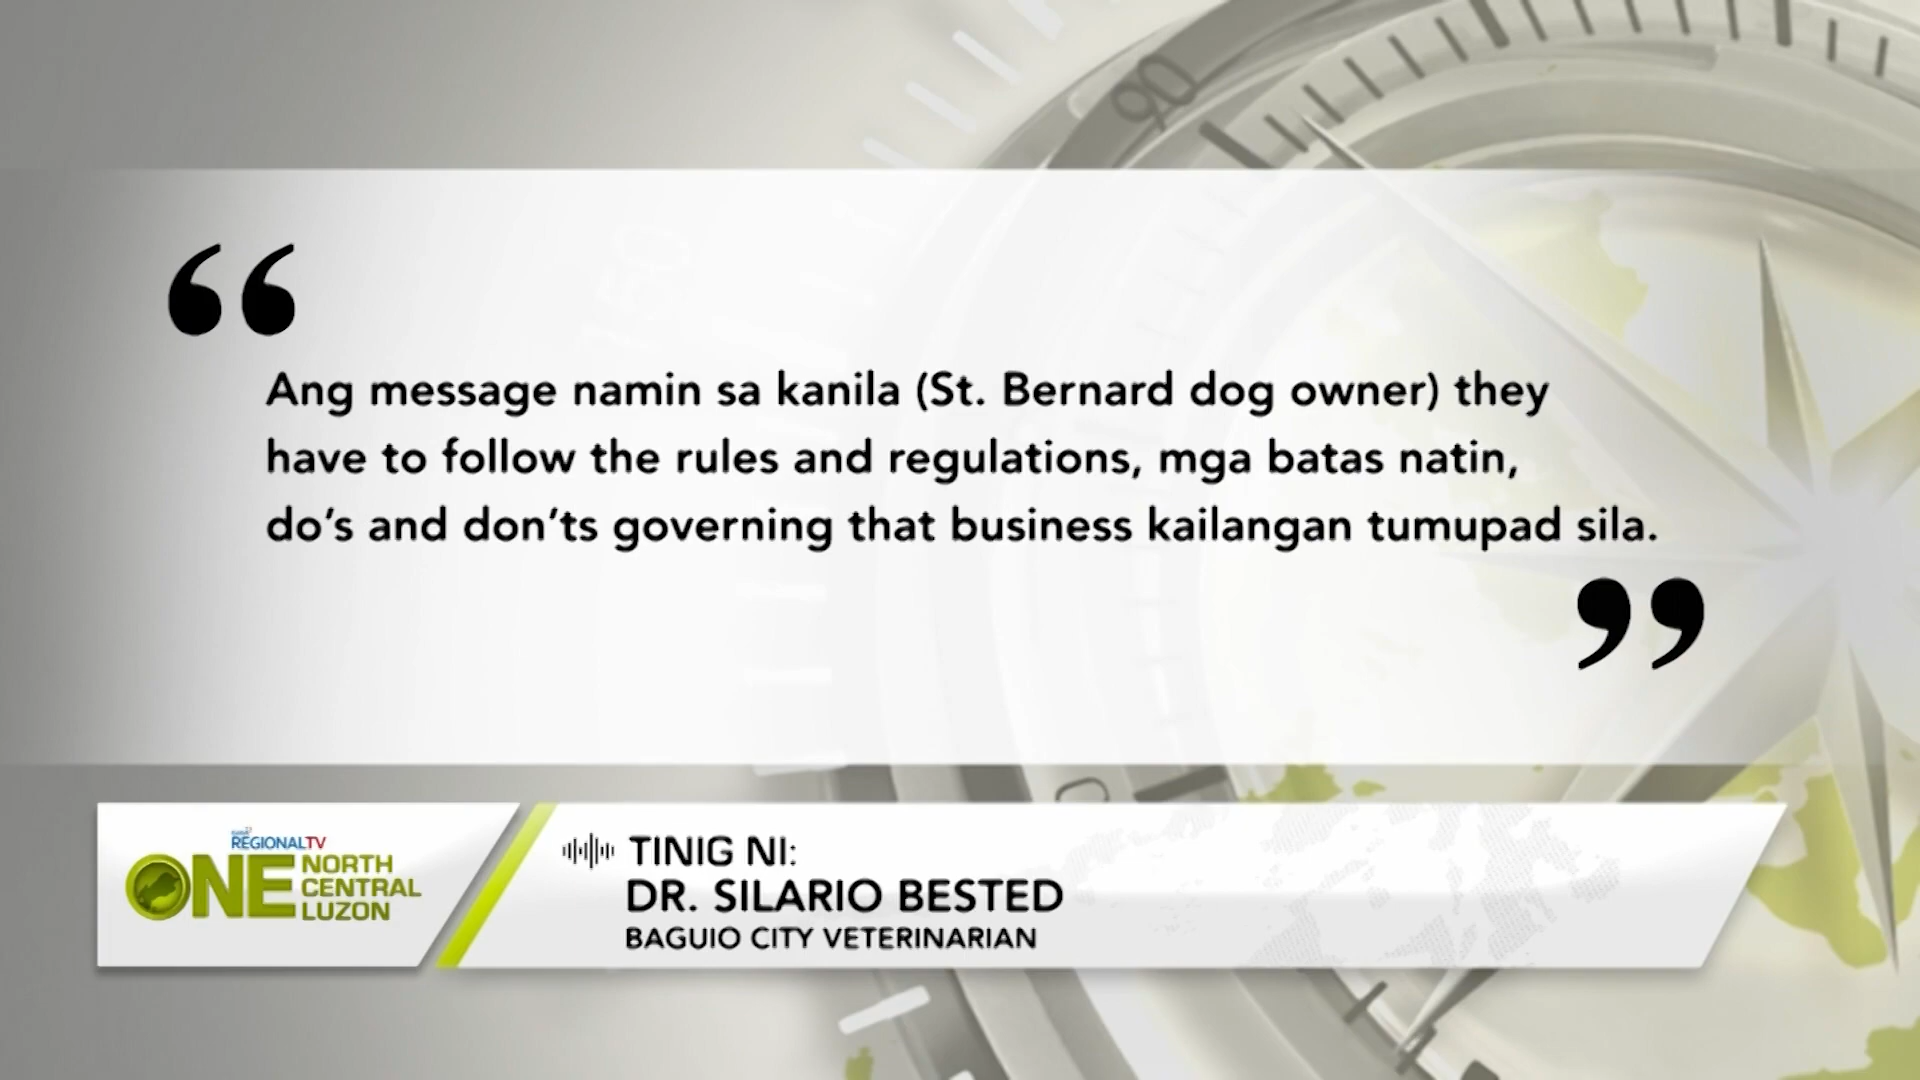 90
“
Ang message namin sa kanila (St. Bernard dog owner) they
have to follow the rules and regulations, mga batas natin,
do's and don'ts governing that business kailangan tumupad sila.
”
REGIONALTV
ONE NORTH CENTRAL LUZON
TINIG NI:
DR. SILARIO BESTED
BAGUIO CITY VETERINARIAN